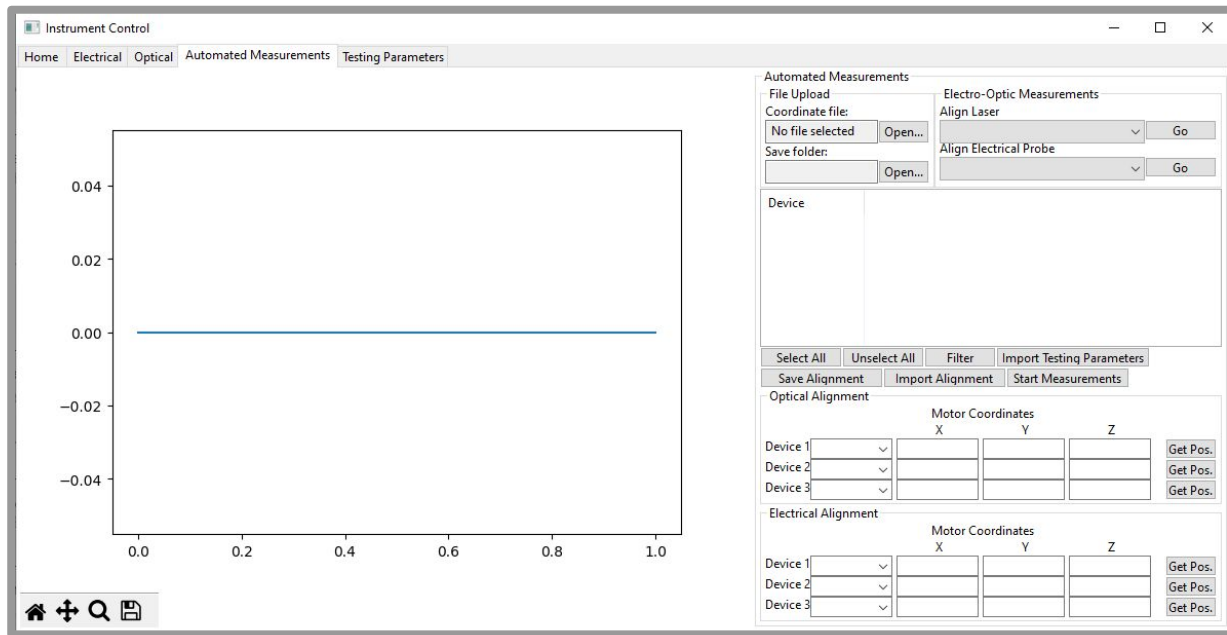 Instrument Control
Home Electrical Optical Automated Measurements Testing Parameters
0.04
0.02
0.00
−0.02
−0.04
0.0 0.2 0.4 0.6 0.8 1.0
Automated Measurements
File Upload
Coordinate file:
No file selected Open...
Save folder:
Open...
Electro-Optic Measurements
Align Laser
Go
Align Electrical Probe
Go
Device
Select All Unselect All Filter Import Testing Parameters
Save Alignment Import Alignment Start Measurements
Optical Alignment
Motor Coordinates
X Y Z
Device 1 Get Pos.
Device 2 Get Pos.
Device 3 Get Pos.
Electrical Alignment
Motor Coordinates
X Y Z
Device 1 Get Pos.
Device 2 Get Pos.
Device 3 Get Pos.